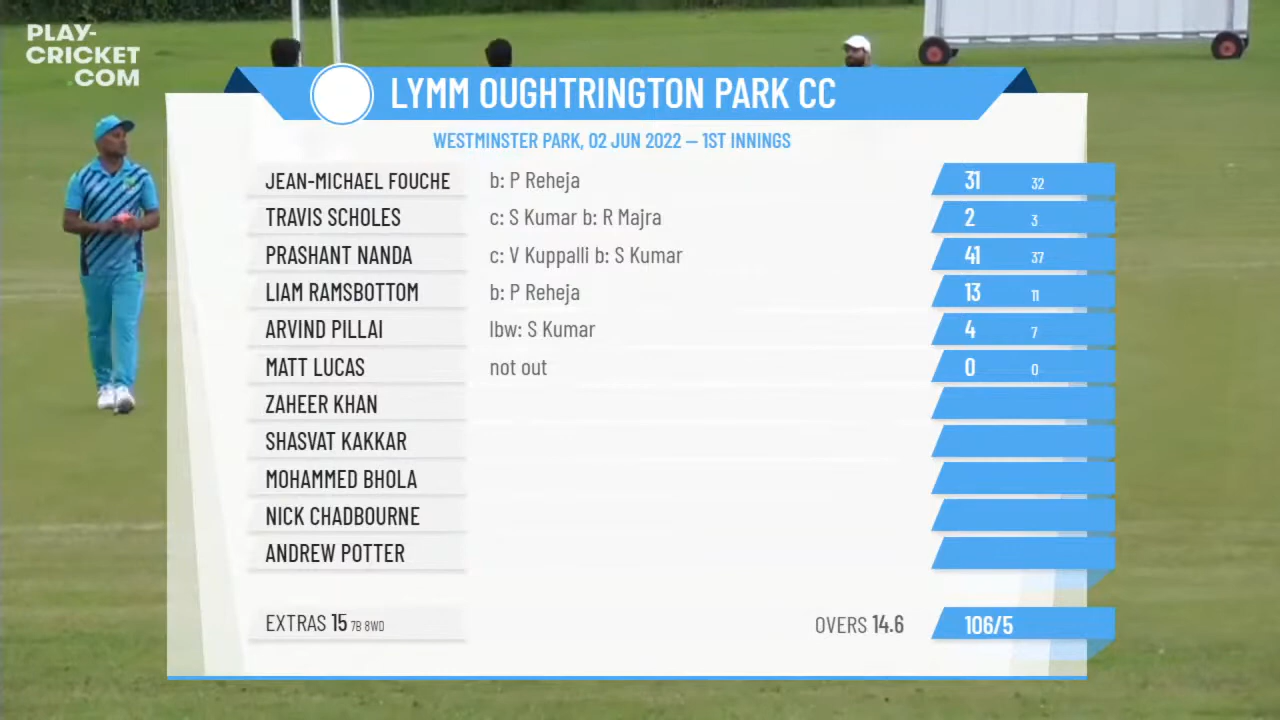 PLAY-
CRICKET
.COM
LYMM OUGHTRINGTON PARK CC
WESTMINSTER PARK, 02 JUN 2022 – 1ST INNINGS
JEAN-MICHAEL FOUCHE b: P Reheja 31 32
TRAVIS SCHOLES c: S Kumar b: R Majra 2 3
PRASHANT NANDA c: V Kuppalli b: S Kumar 41 37
LIAM RAMSBOTTOM b: P Reheja 13 11
ARVIND PILLAI lbw: S Kumar 4 7
MATT LUCAS not out 0 0
ZAHEER KHAN
SHASVAT KAKKAR
MOHAMMED BHOLA
NICK CHADBOURNE
ANDREW POTTER
EXTRAS 15 7B 8WD OVERS 14.6 106/5